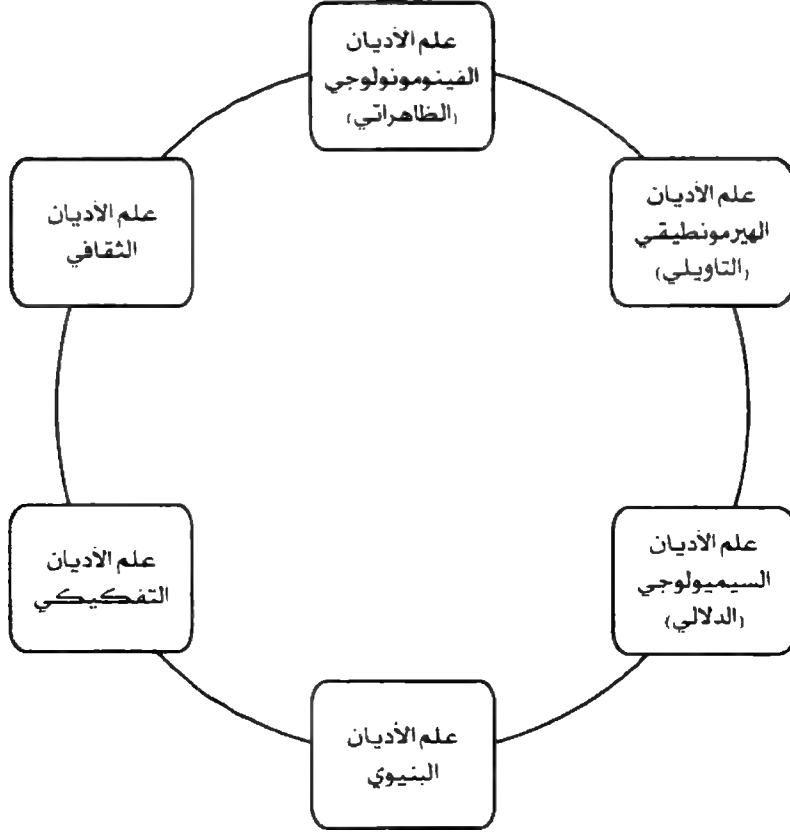 علم الأديان
الفينومونولوجي
(الظاهراتي)
علم الأديان
الهيرمونطيقي
(التاويلي)
علم الأديان
السيميولوجي
(الدلالي)
علم الأديان
البنيوي
علم الأديان
التفكيكي
علم الأديان
الثقافي